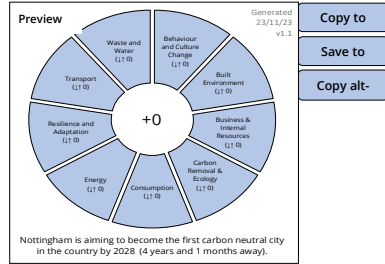 Preview
Generated
23/11/23
v1.1
Copy to
Save to
Copy alt-
Waste and
Water
(↓↑ 0)
Behaviour
and Culture
Change
(↓↑ 0)
Transport
(↓↑ 0)
Built
Environment
(↓↑ 0)
Resilience and
Adaptation
(↓↑ 0)
+0
Business &
Internal
Resources
(↓↑ 0)
Energy
(↓↑ 0)
Consumption
(↓↑ 0)
Carbon
Removal &
Ecology
(↓↑ 0)
Nottingham is aiming to become the first carbon neutral city
in the country by 2028 (4 years and 1 months away).